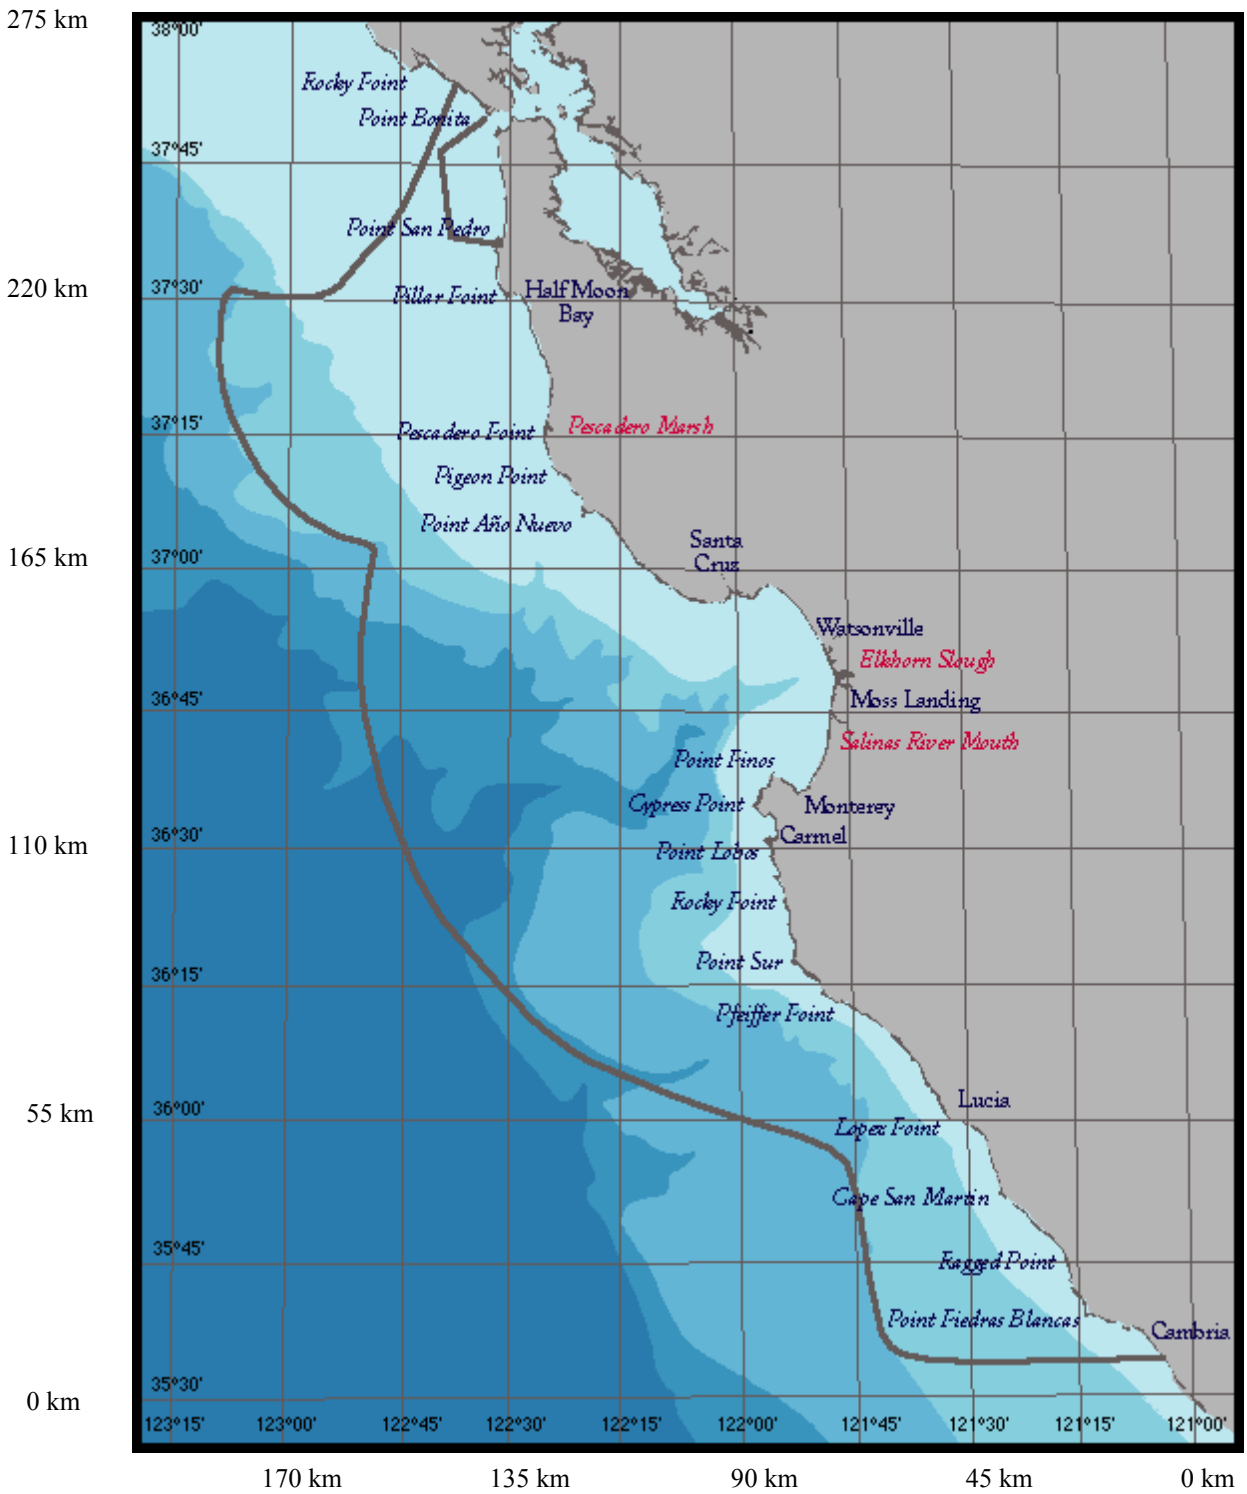 275 km
38°00'
Rocky Point
Point Bonita
37°45'
Point San Pedro
220 km
37°30'
Pillar Point
Half Moon
Bay
37°15'
Pescadero Point
Pescadero Marsh
Pigeon Point
Point Año Nuevo
165 km
37°00'
Santa
Cruz
Watsonville
Elkhorn Slough
36°45'
Moss Landing
Salinas River Mouth
Point Pinos
Cypress Point
Monterey
110 km
36°30'
Carmel
Point Lobos
Rocky Point
36°15'
Point Sur
Pfeiffer Point
55 km
36°00'
Lucia
Lopez Point
Cape San Martin
35°45'
Ragged Point
Point Piedras Blancas
Cambria
0 km
35°30'
123°15' 123°00' 122°45' 122°30' 122°15' 122°00' 121°45' 121°30' 121°15' 121°00'
170 km 135 km 90 km 45 km 0 km